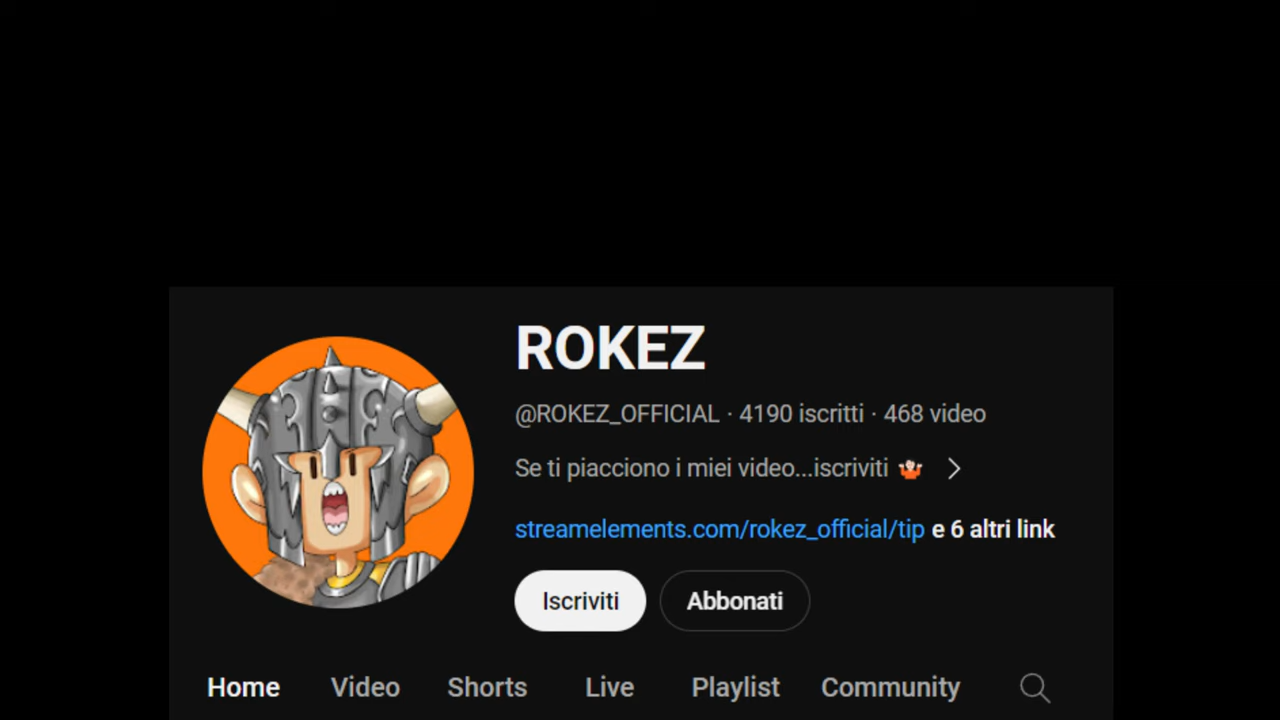 ROKEZ
@ROKEZ_OFFICIAL · 4190 iscritti · 468 video
Se ti piacciono i miei video...iscriviti 🤷🏻
streamelements.com/rokez_official/tip e 6 altri link
Iscriviti Abbonati
Home Video Shorts Live Playlist Community